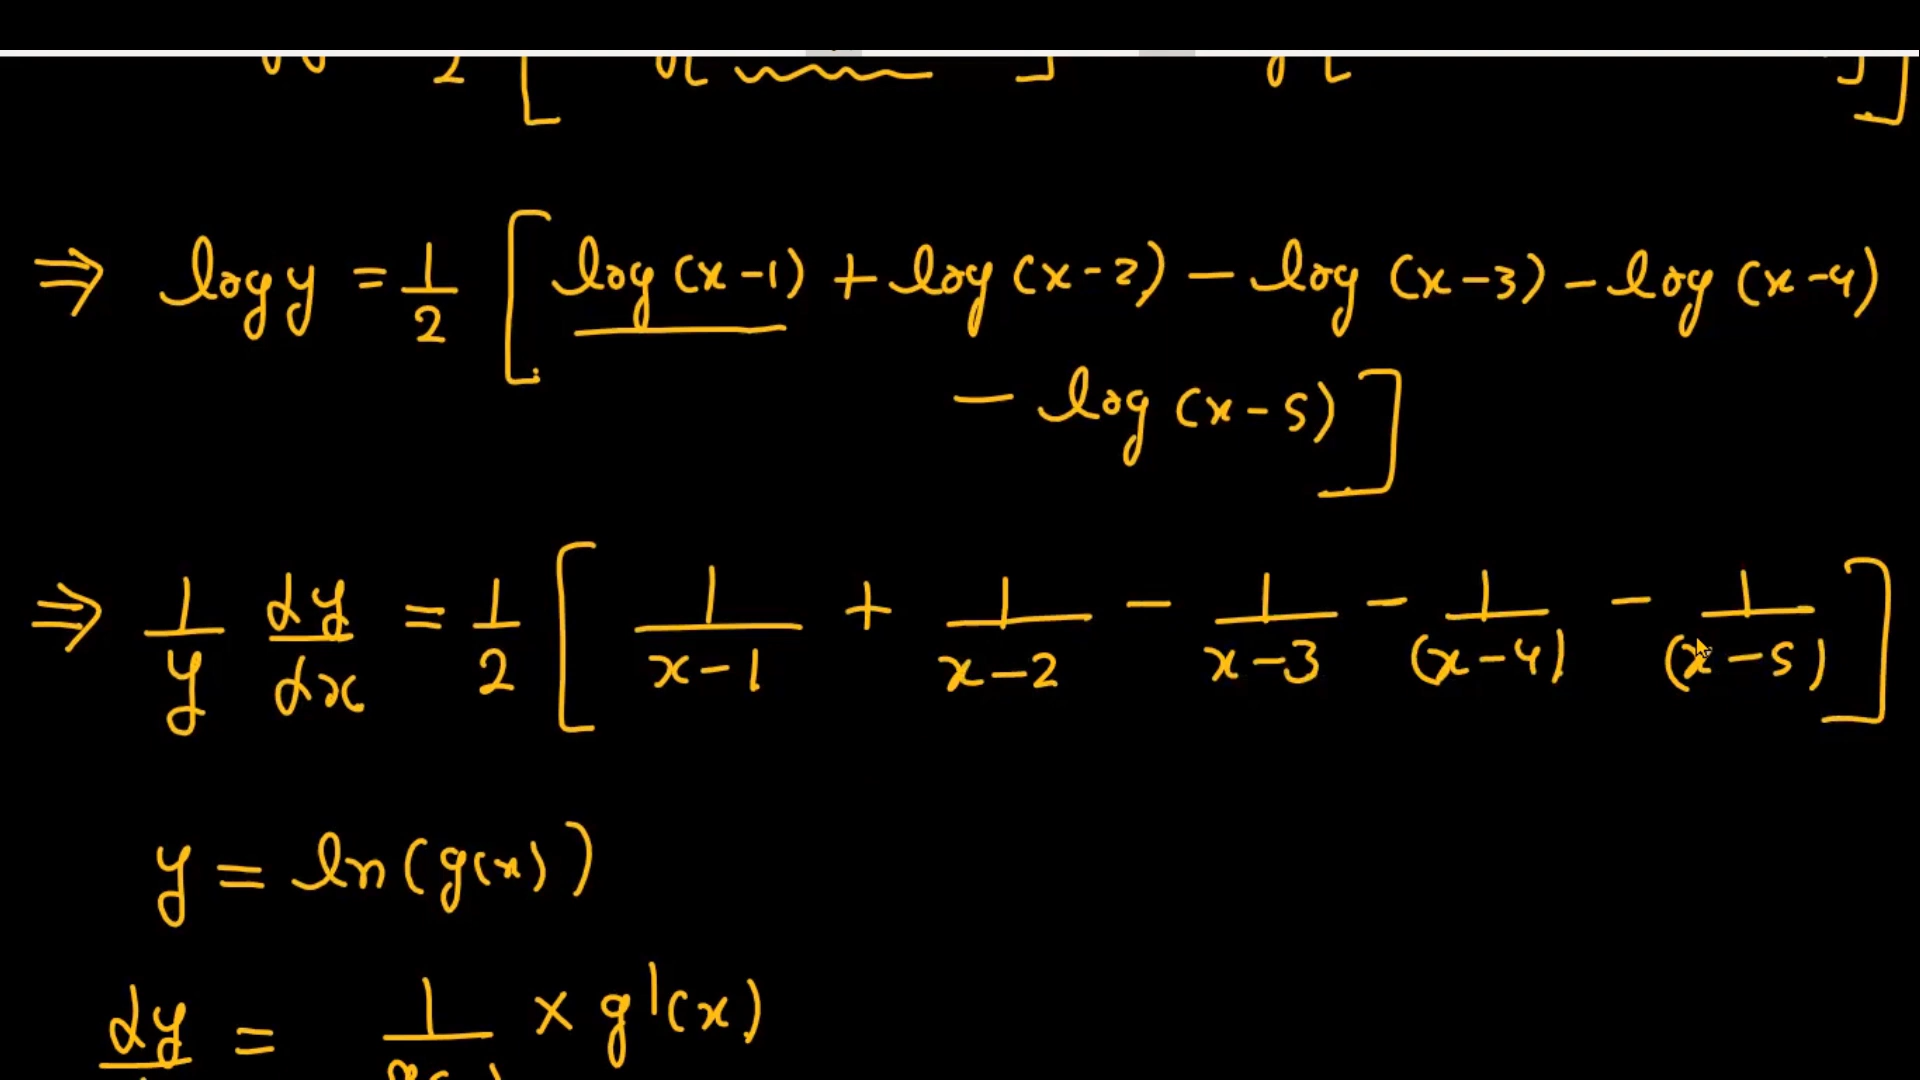 ⇒ log y = 1/2 [ log (x-1) + log (x-2) - log (x-3) - log (x-4)
- log (x-5) ]
⇒ 1/y dy/dx = 1/2 [ 1/x-1 + 1/x-2 - 1/x-3 - 1/(x-4) - 1/(x-5) ]
y = ln(g(x))
dy = 1 × g'(x)